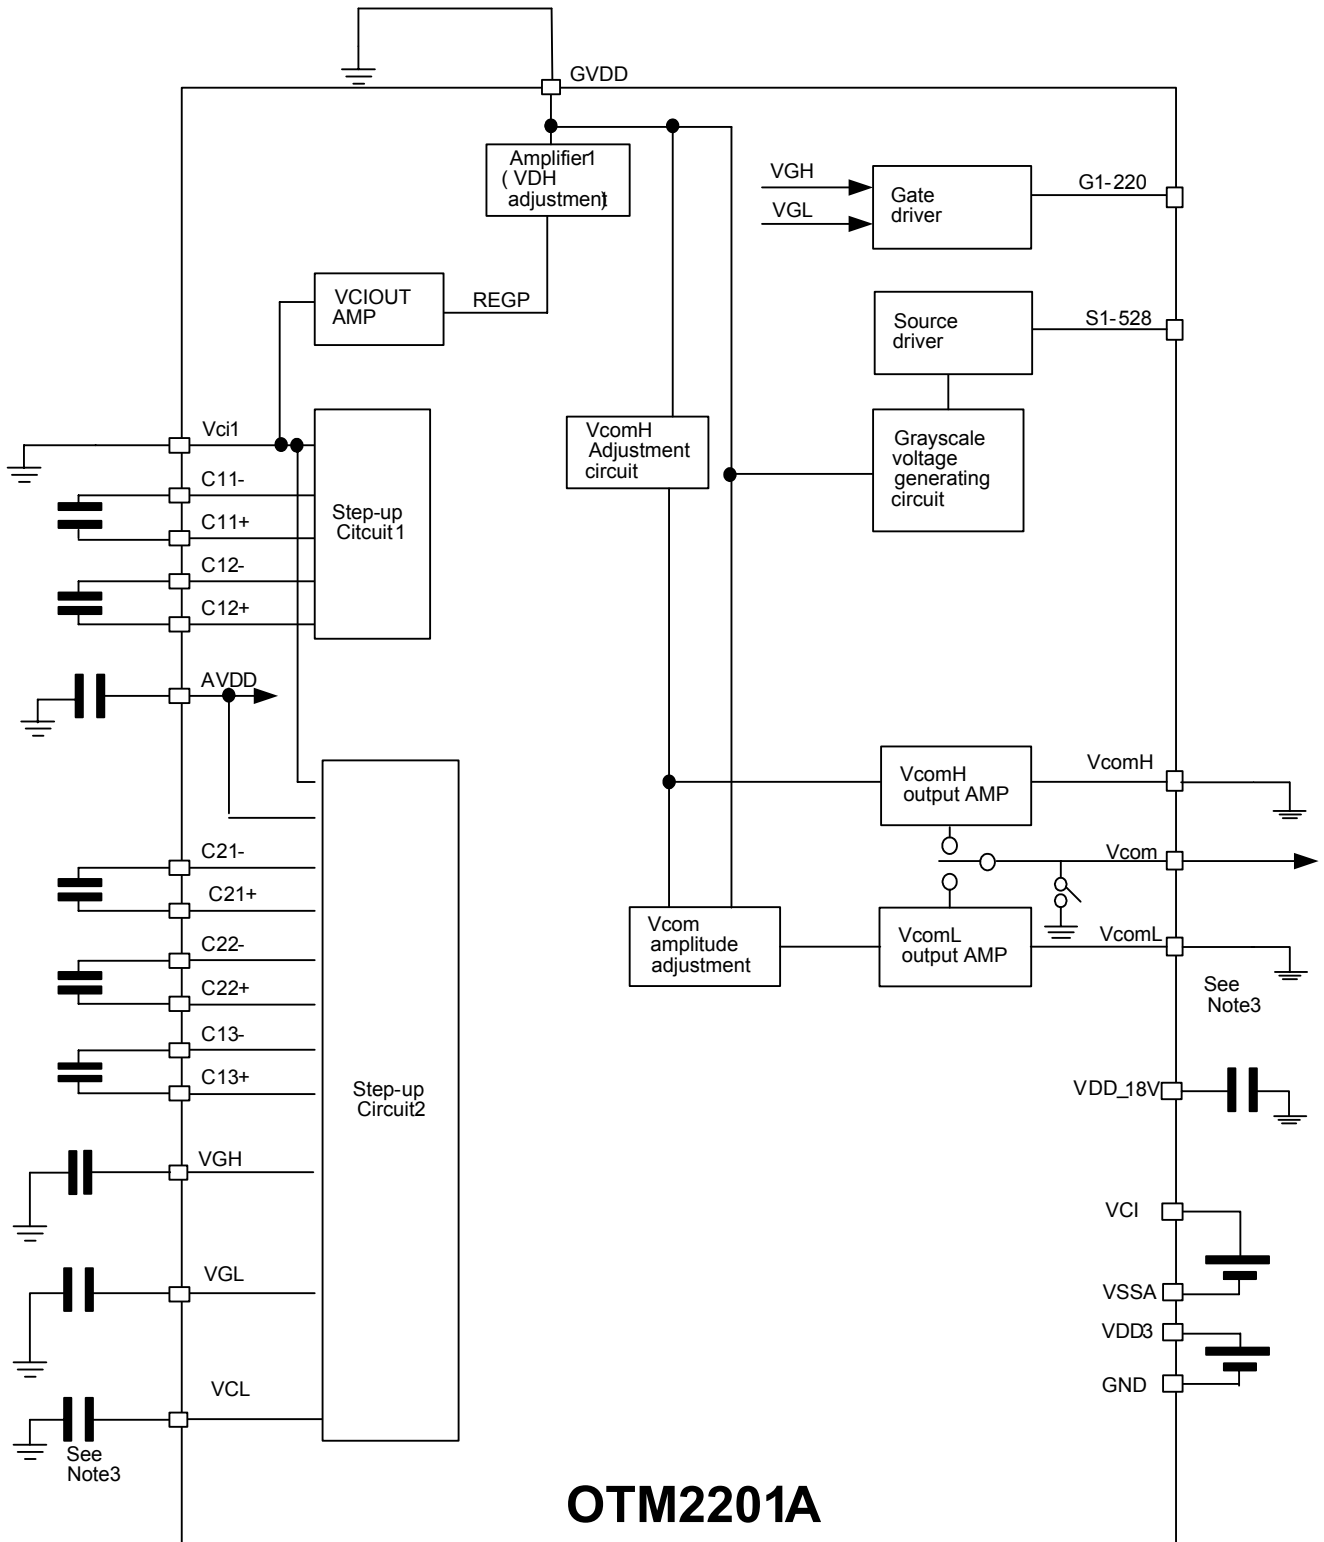 GVDD
Amplifier1
( VDH
adjustment)
VGH
VGL
Gate
driver
G1-220
VCIOUT
AMP
REGP
Source
driver
S1-528
Vci1
C11-
C11+
C12-
C12+
Step-up
Citcuit1
VcomH
Adjustment
circuit
Grayscale
voltage
generating
circuit
AVDD
VcomH
output AMP
VcomH
Vcom
C21-
C21+
C22-
C22+
C13-
C13+
Vcom
amplitude
adjustment
VcomL
output AMP
VcomL
See
Note3
Step-up
Circuit2
VDD_18V
VGH
VGL
VCL
See
Note3
VCI
VSSA
VDD3
GND
OTM2201A